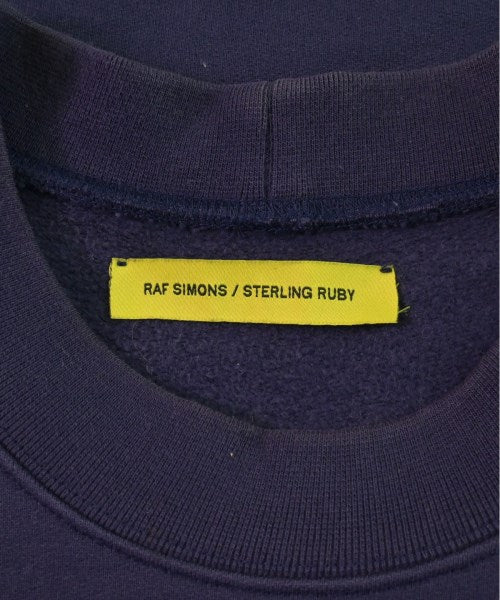 RAF SIMONS / STERLING RUBY